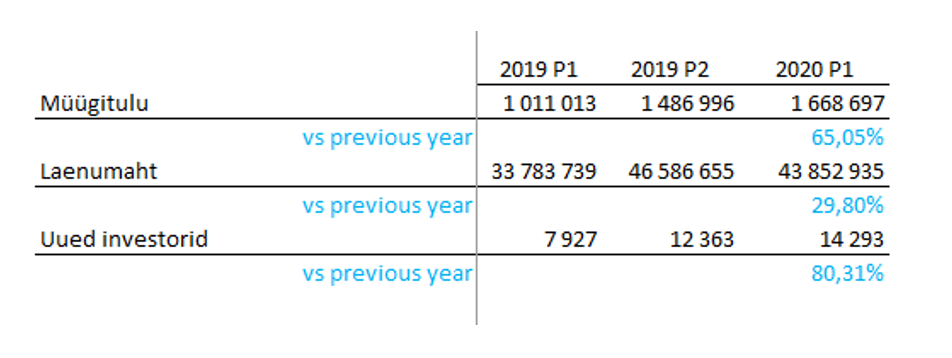 2019 P1 2019 P2 2020 P1
Müügitulu 1 011 013 1 486 996 1 668 697
vs previous year 65,05%
Laenumaht 33 783 739 46 586 655 43 852 935
vs previous year 29,80%
Uued investorid 7 927 12 363 14 293
vs previous year 80,31%